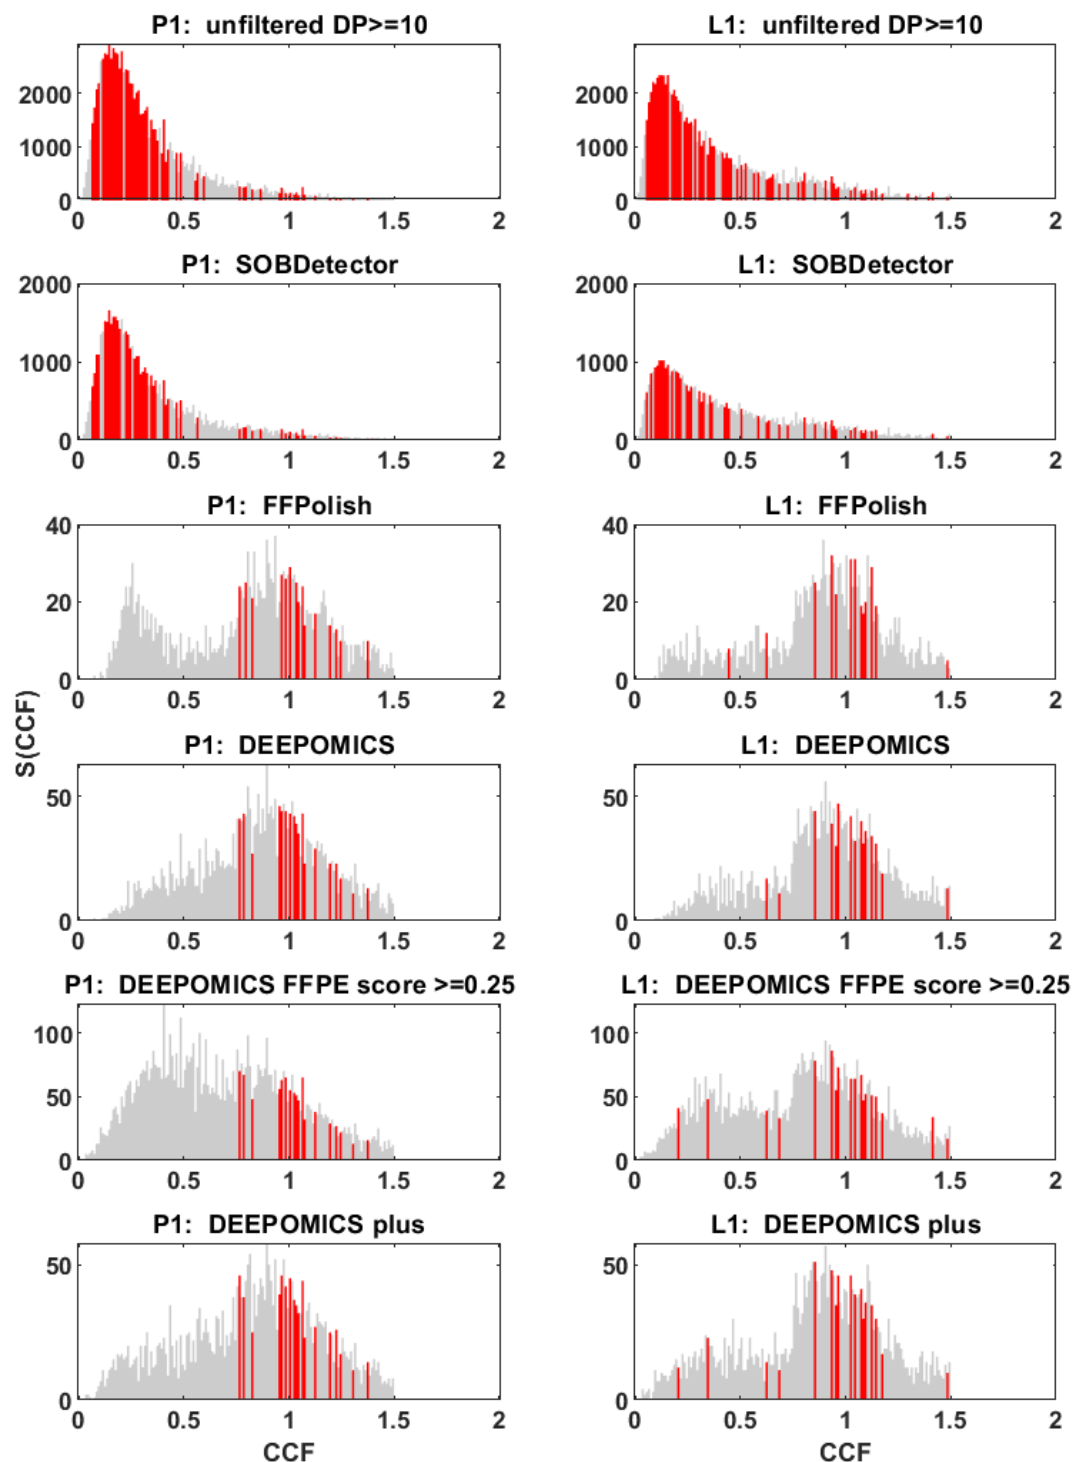 P1: unfiltered DP>=10
L1: unfiltered DP>=10
2000
1000
0
0 0.5 1 1.5 2
2000
1000
0
0 0.5 1 1.5 2
P1: SOBDetector
L1: SOBDetector
2000
1000
0
0 0.5 1 1.5 2
2000
1000
0
0 0.5 1 1.5 2
P1: FFPolish
L1: FFPolish
40
20
0
0 0.5 1 1.5 2
40
20
0
0 0.5 1 1.5 2
S(CCF)
P1: DEEPOMICS
L1: DEEPOMICS
50
0
0 0.5 1 1.5 2
50
0
0 0.5 1 1.5 2
P1: DEEPOMICS FFPE score >=0.25
L1: DEEPOMICS FFPE score >=0.25
100
50
0
0 0.5 1 1.5 2
100
50
0
0 0.5 1 1.5 2
P1: DEEPOMICS plus
L1: DEEPOMICS plus
50
0
0 0.5 1 1.5 2
CCF
50
0
0 0.5 1 1.5 2
CCF